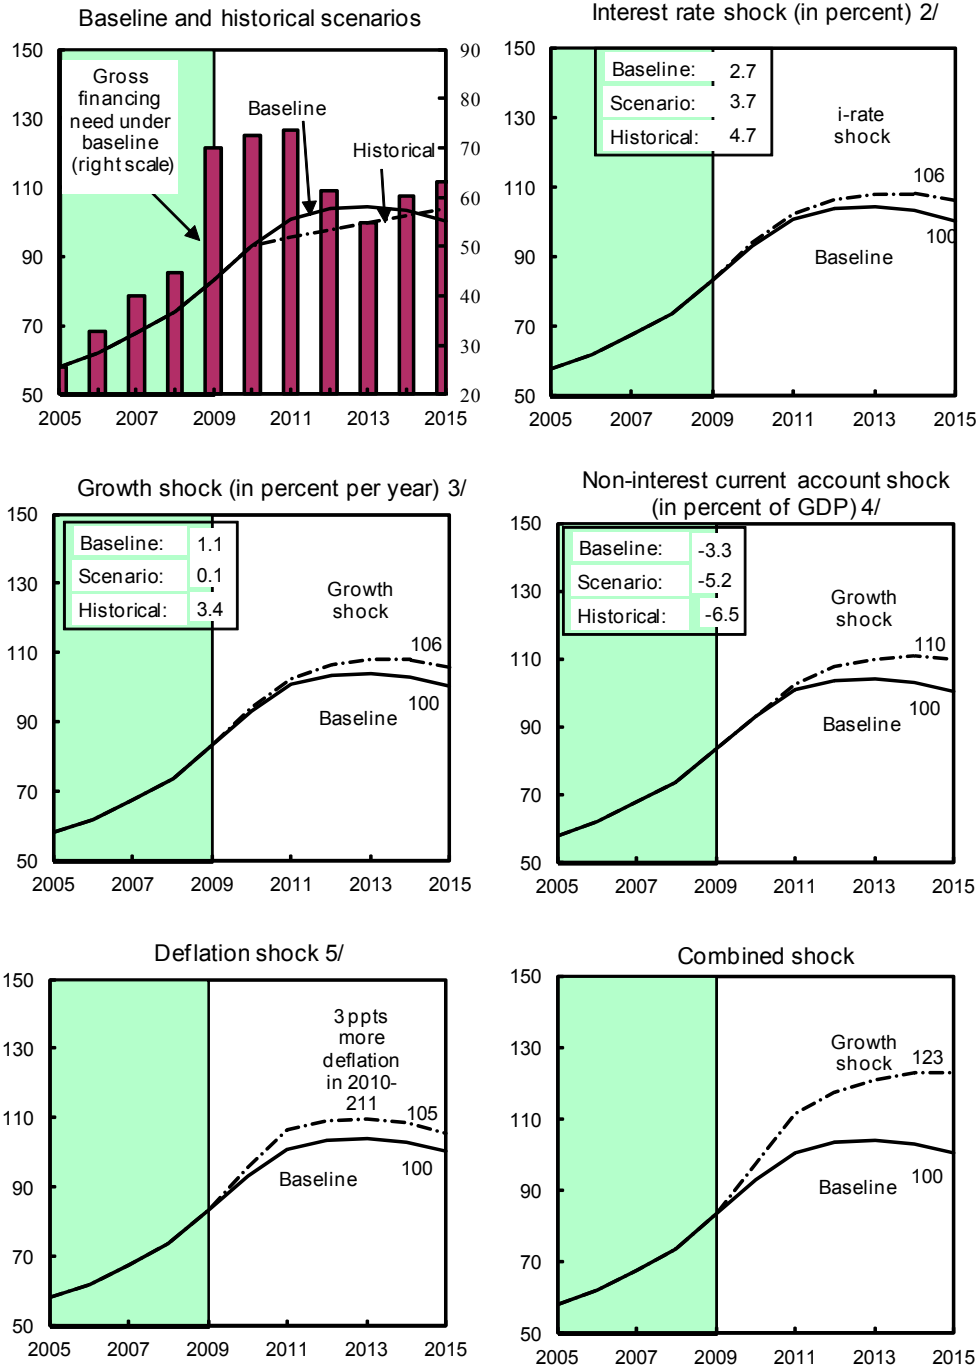 Baseline and historical scenarios
150
130
110
90
70
50
90
80
70
60
50
40
30
20
Gross
financing
need under
baseline
(right scale)
Baseline
Historical
2005 2007 2009 2011 2013 2015
Interest rate shock (in percent) 2/
150
130
110
90
70
50
Baseline: 2.7
Scenario: 3.7
Historical: 4.7
i-rate
shock
106
100
Baseline
2005 2007 2009 2011 2013 2015
Growth shock (in percent per year) 3/
150
130
110
90
70
50
Baseline: 1.1
Scenario: 0.1
Historical: 3.4
Growth
shock
106
100
Baseline
2005 2007 2009 2011 2013 2015
Non-interest current account shock
(in percent of GDP) 4/
150
130
110
90
70
50
Baseline: -3.3
Scenario: -5.2
Historical: -6.5
Growth
shock
110
100
Baseline
2005 2007 2009 2011 2013 2015
Deflation shock 5/
150
130
110
90
70
50
3 ppts
more
deflation
in 2010-
211
105
100
Baseline
2005 2007 2009 2011 2013 2015
Combined shock
150
130
110
90
70
50
Growth
shock
123
100
Baseline
2005 2007 2009 2011 2013 2015